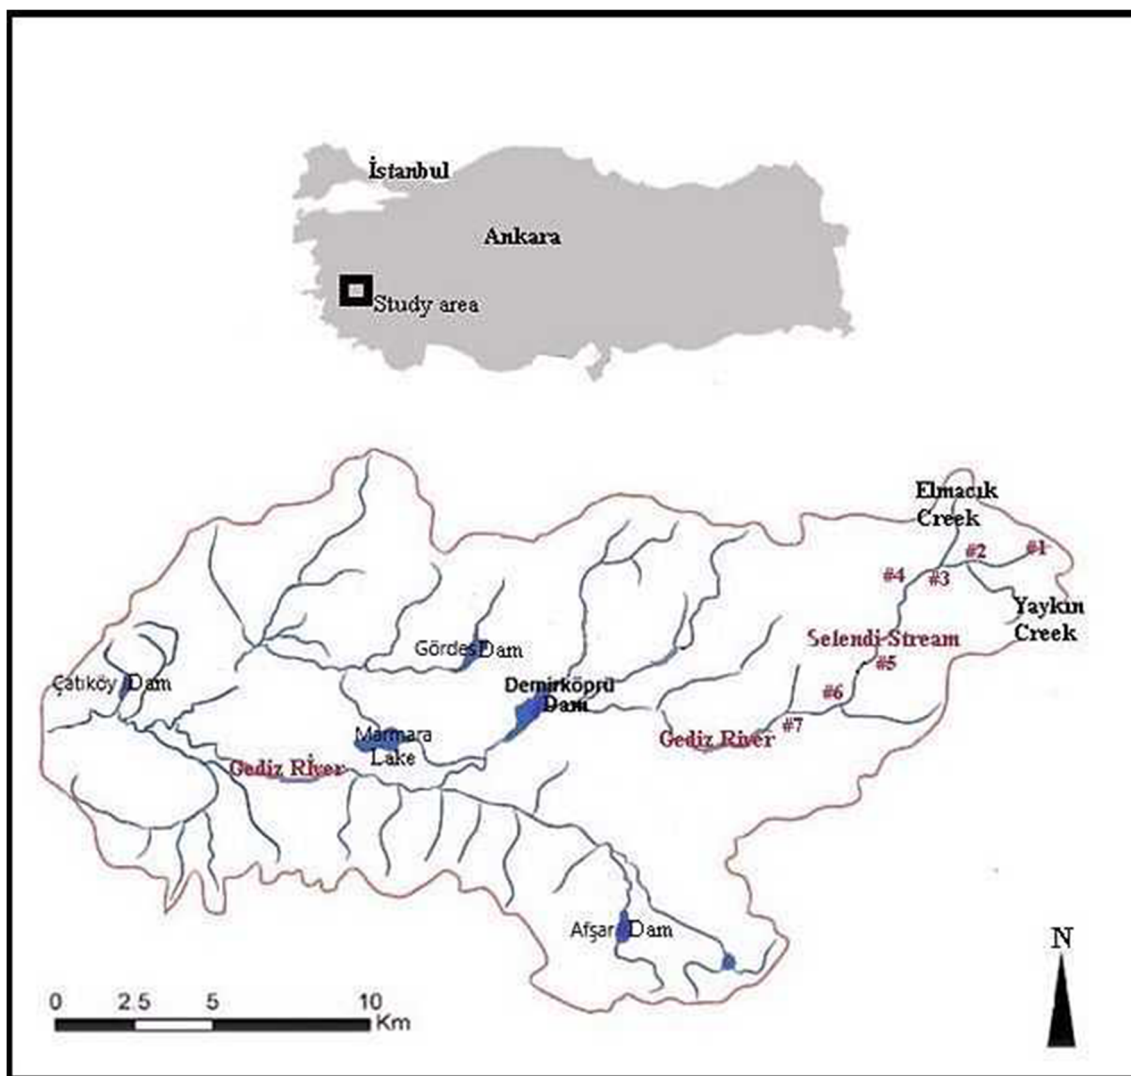 İstanbul
Ankara
Study area
Elmacık
Creek
#1
#2
#3
#4
Yaykın
Creek
Selendi Stream
#5
#6
#7
Gördes Dam
Çatıköy Dam
Demirköprü
Dam
Marmara
Lake
Gediz River
Gediz River
Afşar Dam
N
0 2.5 5 10
Km